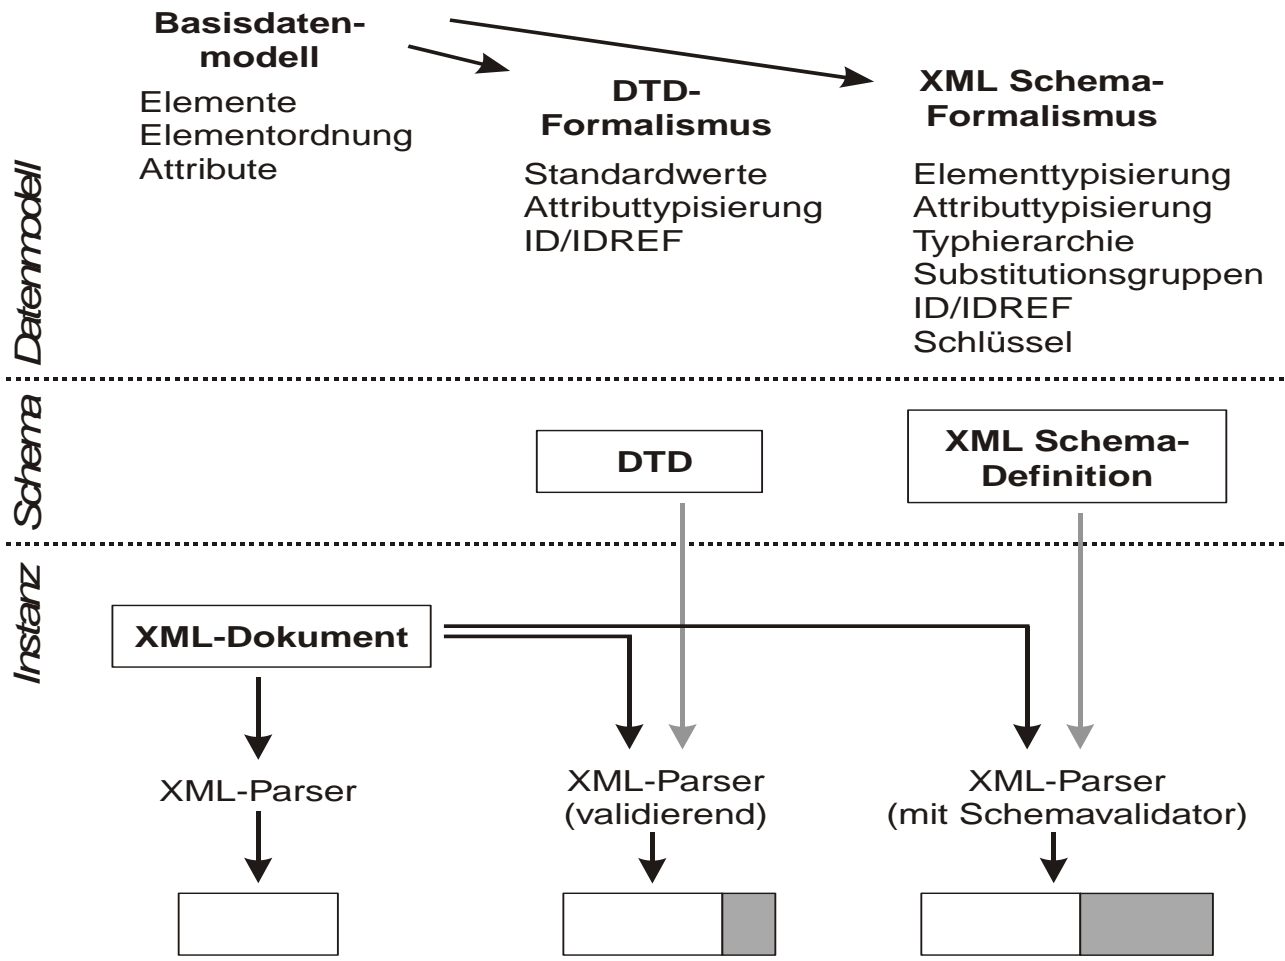 Basisdaten-
modell
Elemente
Elementordnung
Attribute
DTD-
Formalismus
Standardwerte
Attributtypisierung
ID/IDREF
XML Schema-
Formalismus
Elementtypisierung
Attributtypisierung
Typhierarchie
Substitutionsgruppen
ID/IDREF
Schlüssel
Datenmodell
Schema
DTD
XML Schema-
Definition
Instanz
XML-Dokument
XML-Parser
XML-Parser
(validierend)
XML-Parser
(mit Schemavalidator)